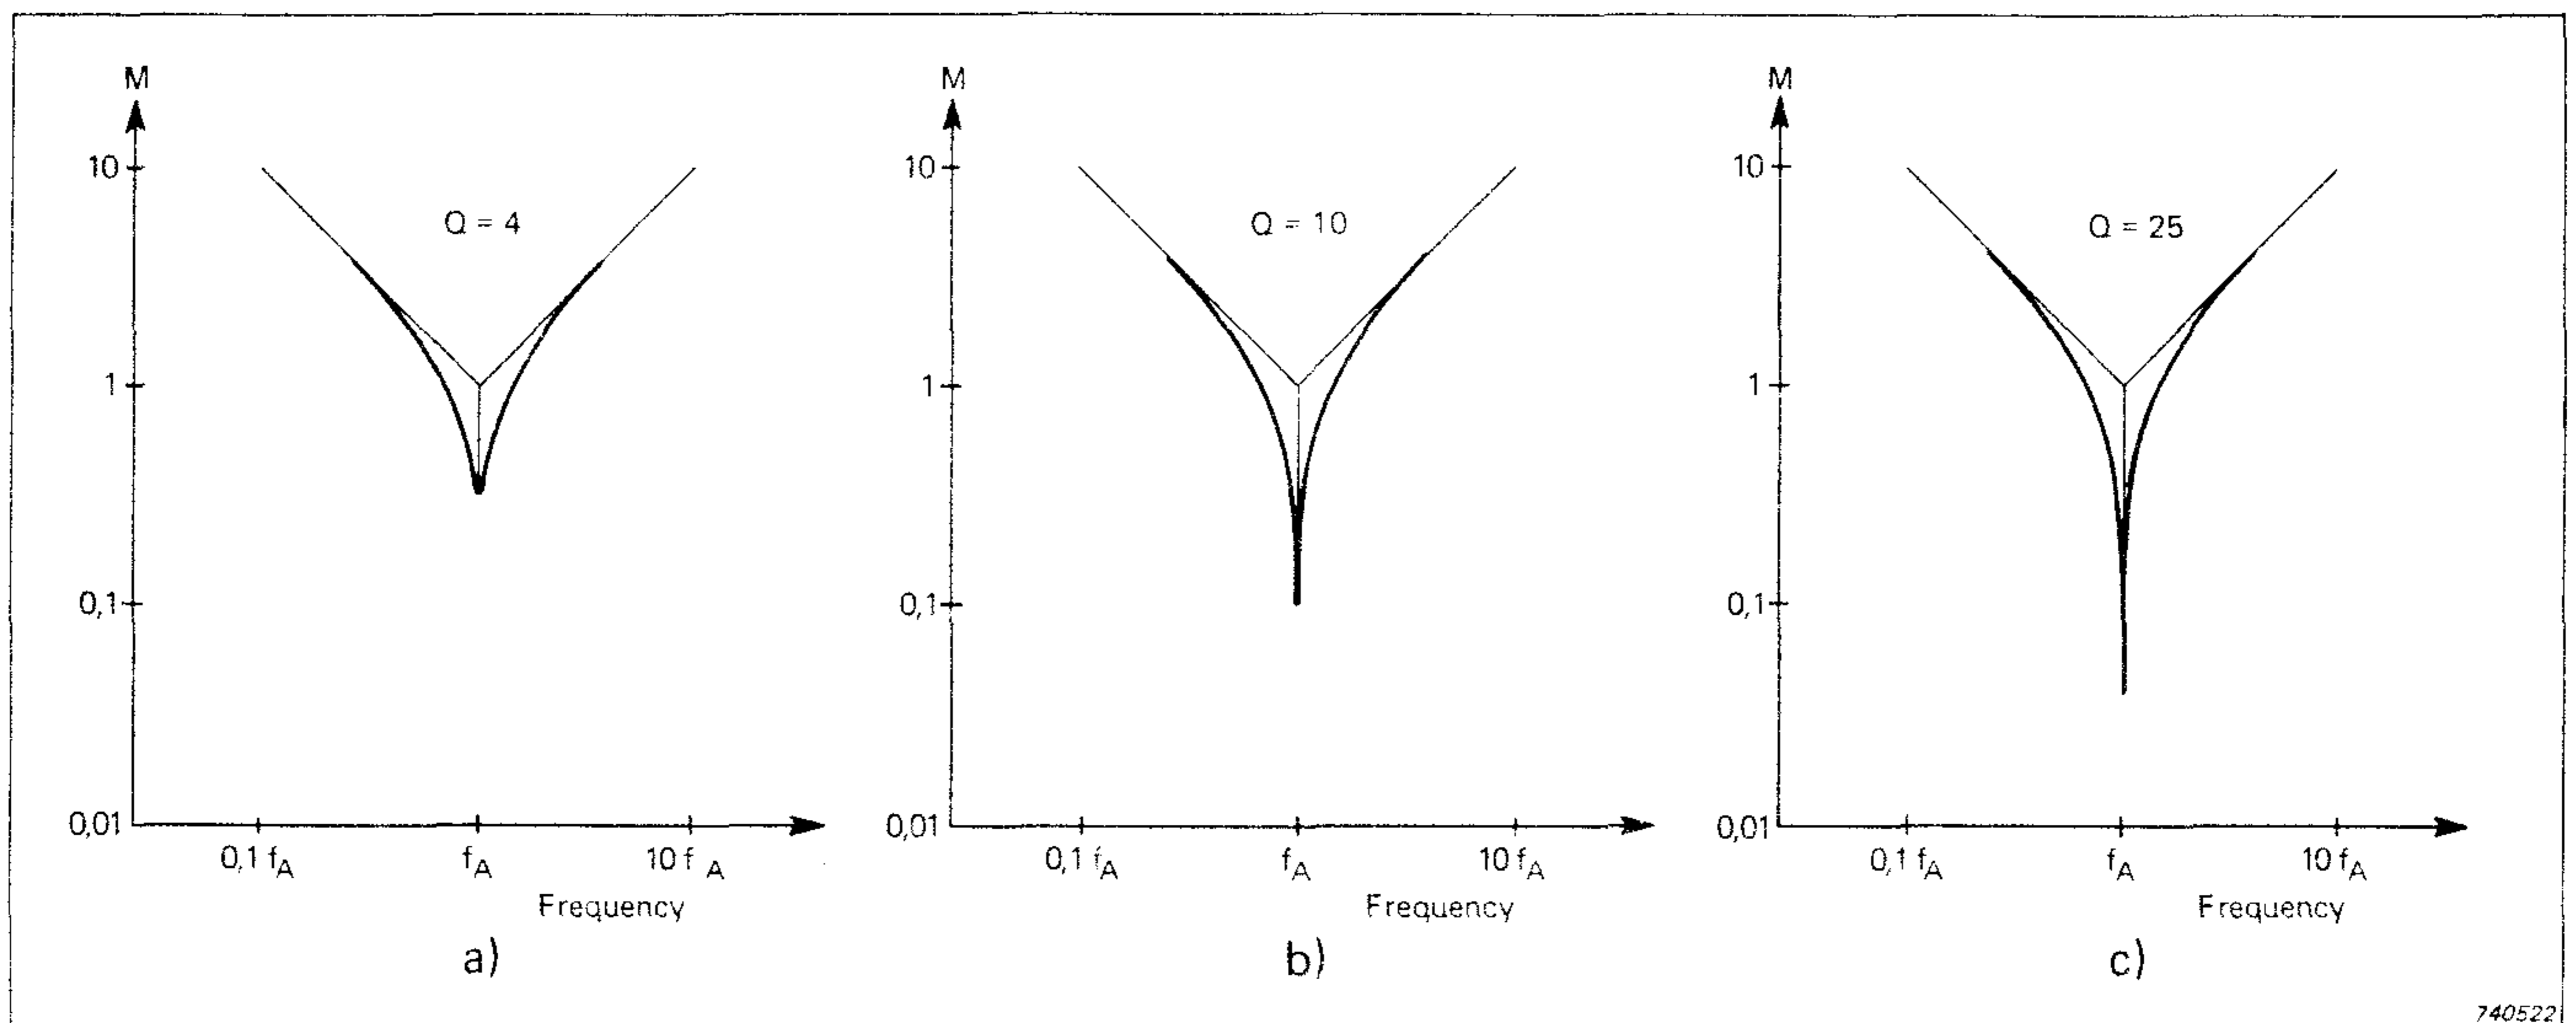 M
10
1
0,1
0,01
Q = 4
0,1 fA
fA
10 fA
Frequency
a)
M
10
1
0,1
0,01
Q = 10
0,1 fA
fA
10 fA
Frequency
b)
M
10
1
0,1
0,01
Q = 25
0,1 fA
fA
10 fA
Frequency
c)
740522